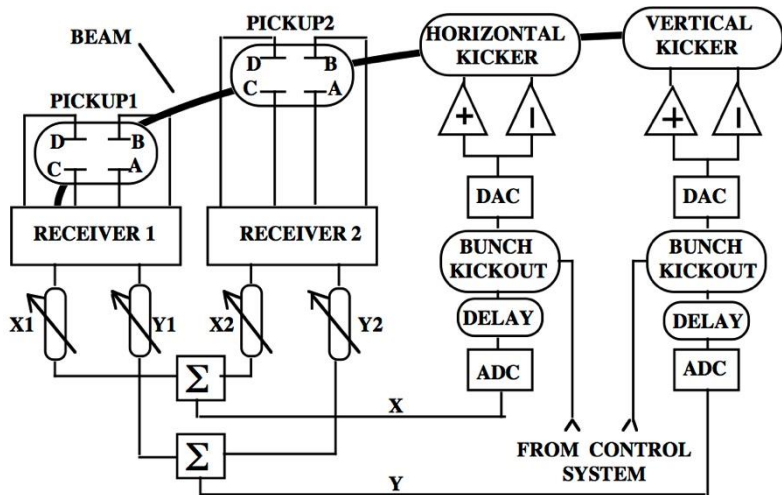 PICKUP2
BEAM
HORIZONTAL
KICKER
VERTICAL
KICKER
D
B
C
A
PICKUP1
D
B
C
A
+
−
+
−
DAC
DAC
RECEIVER 1
RECEIVER 2
BUNCH
KICKOUT
BUNCH
KICKOUT
X1
Y1
X2
Y2
DELAY
DELAY
Σ
ADC
ADC
X
Σ
FROM CONTROL
SYSTEM
Y